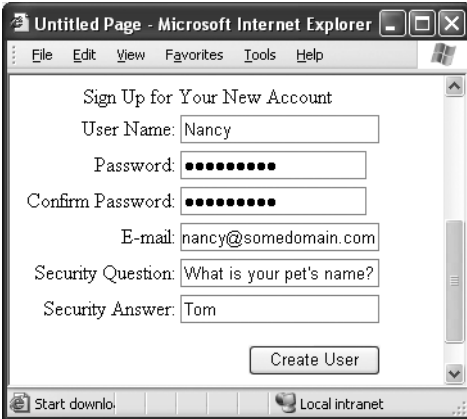 Untitled Page - Microsoft Internet Explorer
File Edit View Favorites Tools Help
Sign Up for Your New Account
User Name: Nancy
Password: ●●●●●●●●●
Confirm Password: ●●●●●●●●●
E-mail: nancy@somedomain.com
Security Question: What is your pet's name?
Security Answer: Tom
Create User
Start downlo Local intranet